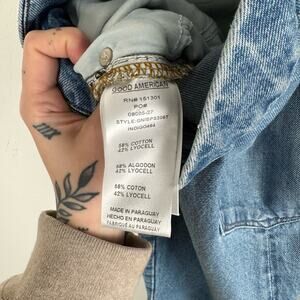 GOOD AMERICAN
RN# 151301
PO#
INDIGO464
58% COTTON
42% LYOCELL
58% ALGODON
42% LYOCELL
58% COTON
42% LYOCELL
MADE IN PARAGUAY
HECHO EN PARAGUAY
FABRIQUÉ AU PARAGUAY